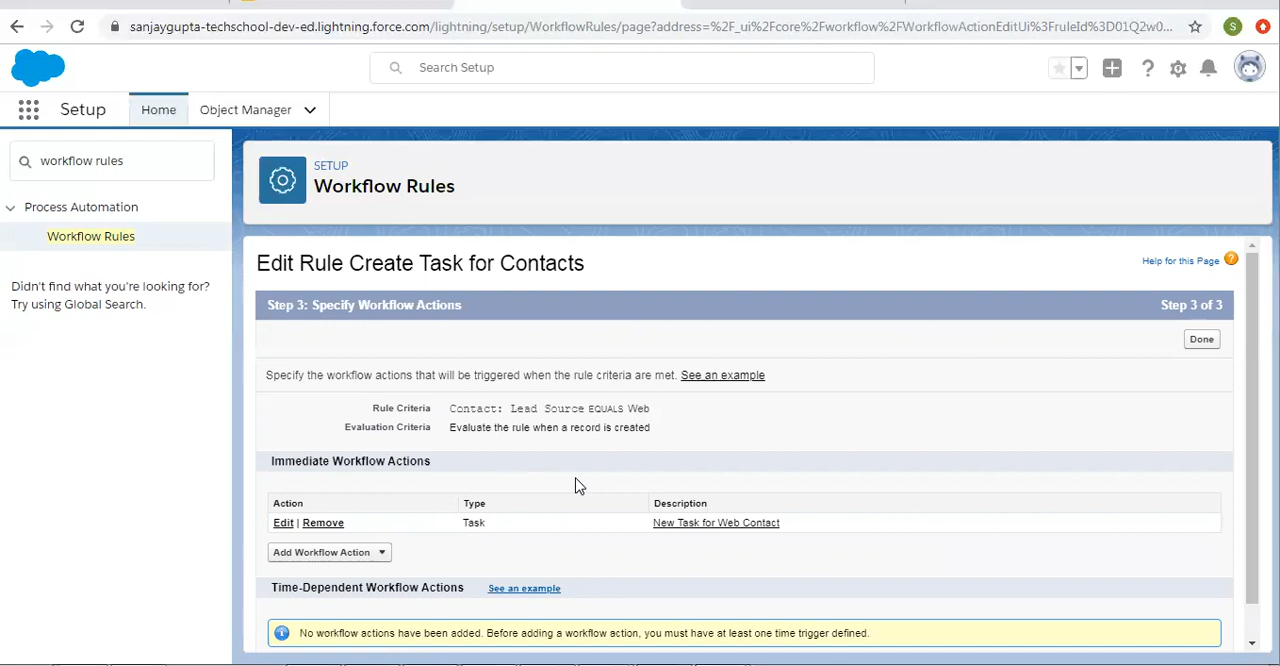 sanjaygupta-techschool-dev-ed.lightning.force.com/lightning/setup/WorkflowRules/page?address=%2F_ui%2Fcore%2Fworkflow%2FWorkflowActionEditUi%3FruleId%3D01Q2w0...
S
Search Setup
Setup
Home
Object Manager
workflow rules
SETUP
Workflow Rules
Process Automation
Workflow Rules
Didn't find what you're looking for?
Try using Global Search.
Edit Rule Create Task for Contacts
Help for this Page
Step 3: Specify Workflow Actions
Step 3 of 3
Done
Specify the workflow actions that will be triggered when the rule criteria are met. See an example
Rule Criteria Contact: Lead Source EQUALS Web
Evaluation Criteria Evaluate the rule when a record is created
Immediate Workflow Actions
Action Type Description
Edit | Remove Task New Task for Web Contact
Add Workflow Action
Time-Dependent Workflow Actions See an example
No workflow actions have been added. Before adding a workflow action, you must have at least one time trigger defined.